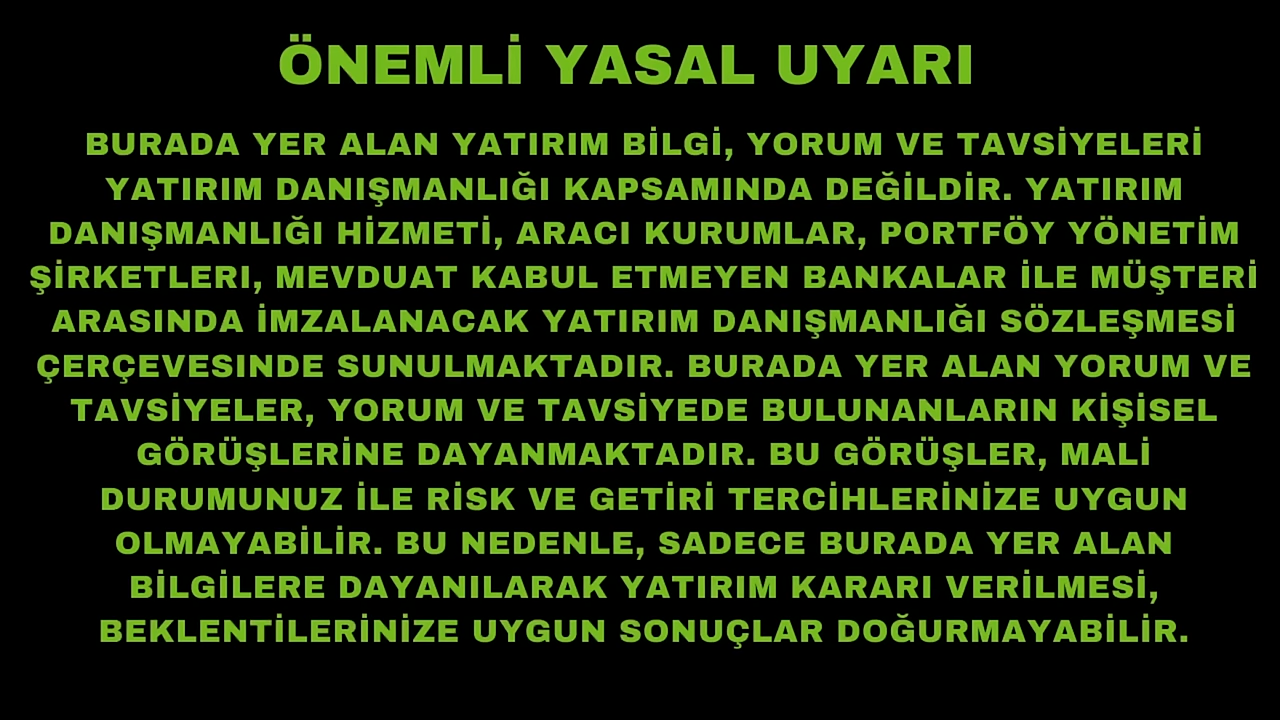 ÖNEMLİ YASAL UYARI
BURADA YER ALAN YATIRIM BİLGİ, YORUM VE TAVSİYELERİ
YATIRIM DANIŞMANLIĞI KAPSAMINDA DEĞİLDİR. YATIRIM
DANIŞMANLIĞI HİZMETİ, ARACI KURUMLAR, PORTFÖY YÖNETİM
ŞİRKETLERI, MEVDUAT KABUL ETMEYEN BANKALAR İLE MÜŞTERİ
ARASINDA İMZALANACAK YATIRIM DANIŞMANLIĞI SÖZLEŞMESİ
ÇERÇEVESINDE SUNULMAKTADIR. BURADA YER ALAN YORUM VE
TAVSİYELER, YORUM VE TAVSİYEDE BULUNANLARIN KİŞİSEL
GÖRÜŞLERİNE DAYANMAKTADIR. BU GÖRÜŞLER, MALİ
DURUMUNUZ İLE RİSK VE GETİRİ TERCİHLERİNİZE UYGUN
OLMAYABİLİR. BU NEDENLE, SADECE BURADA YER ALAN
BİLGİLERE DAYANILARAK YATIRIM KARARI VERİLMESİ,
BEKLENTİLERİNİZE UYGUN SONUÇLAR DOĞURMAYABİLİR.